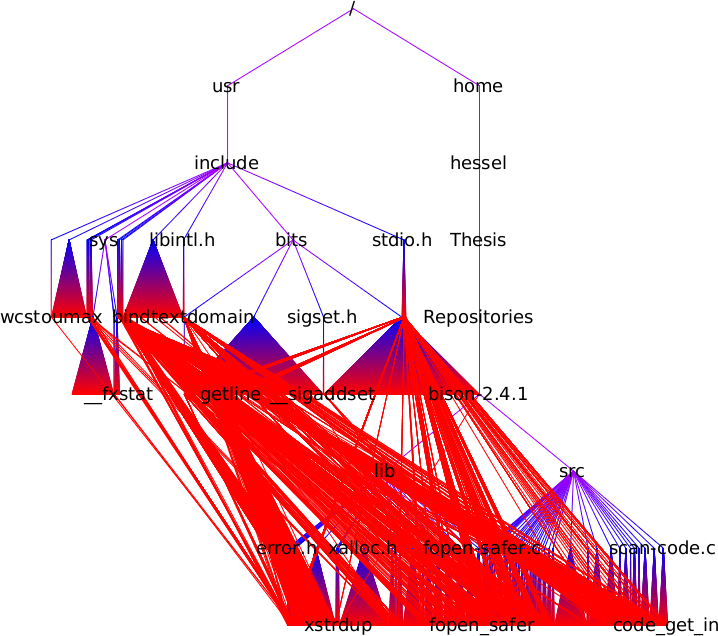 /
usr home
include hessel
sys libintl.h bits stdio.h Thesis
wcstoumax bindtextdomain sigset.h Repositories
__fxstat getline __sigaddset bison-2.4.1
lib src
error.h xalloc.h fopen-safer.c scan-code.c
xstrdup fopen_safer code_get_in